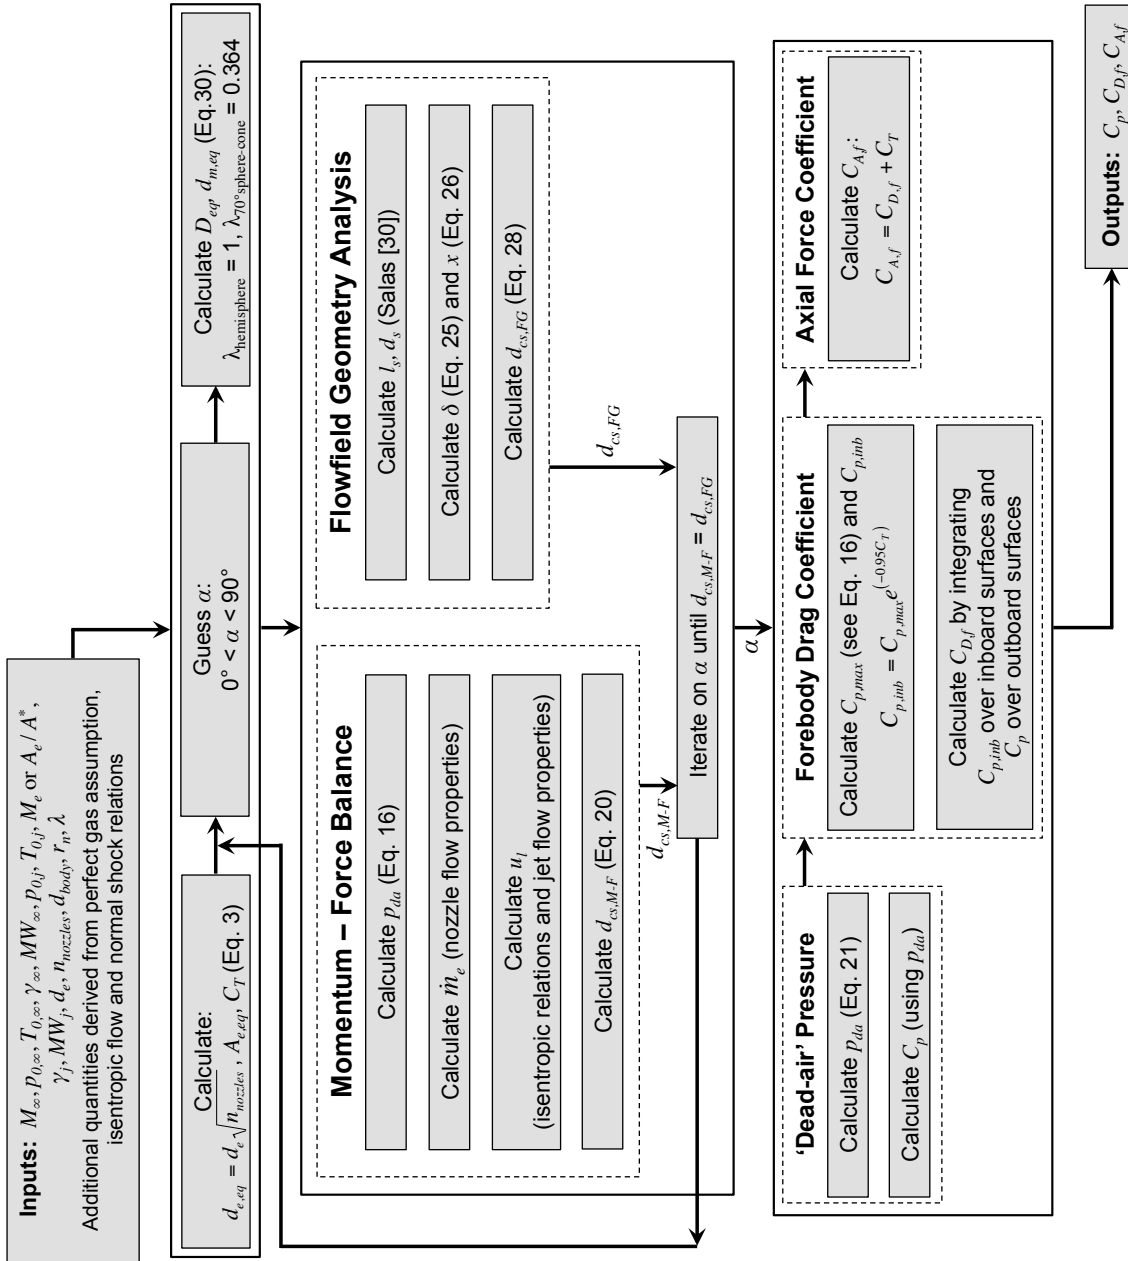 Inputs: M∞, p0,∞, T0,∞, γ∞, MW∞, p0,j, T0,j, Me or Ae / A*,
γj, MWj, de, nnozzles, dbody, rn, λ
Additional quantities derived from perfect gas assumption,
isentropic flow and normal shock relations
Calculate:
de,eq = de √nnozzles , Ae,eq, CT (Eq. 3)
Guess α:
0° < α < 90°
Calculate Deq, dm,eq (Eq.30):
λhemisphere = 1, λ70°sphere-cone = 0.364
Momentum – Force Balance
Calculate pda (Eq. 16)
Calculate ṁe (nozzle flow properties)
Calculate ul
(isentropic relations and jet flow properties)
Calculate dcs,M-F (Eq. 20)
dcs,M-F
Flowfield Geometry Analysis
Calculate ls, ds (Salas [30])
Calculate δ (Eq. 25) and x (Eq. 26)
Calculate dcs,FG (Eq. 28)
dcs,FG
Iterate on α until dcs,M-F = dcs,FG
α
'Dead-air' Pressure
Calculate pda (Eq. 21)
Calculate Cp (using pda)
Forebody Drag Coefficient
Calculate Cp,max (see Eq. 16) and Cp,inb
Cp,inb = Cp,max e(−0.95CT)
Calculate CD,f by integrating
Cp,inb over inboard surfaces and
Cp over outboard surfaces
Axial Force Coefficient
Calculate CA,f:
CA,f = CD,f + CT
Outputs: Cp, CD,f, CA,f